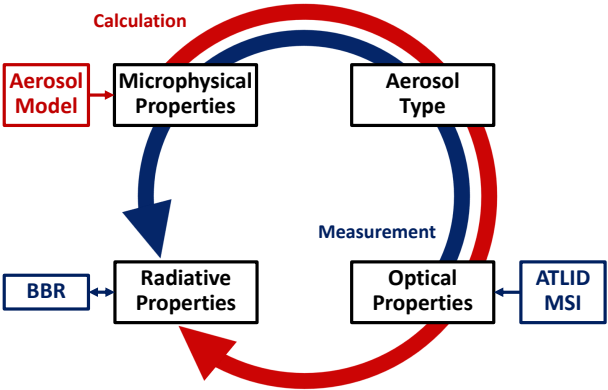 Calculation
Aerosol
Model
Microphysical
Properties
Aerosol
Type
Measurement
BBR
Radiative
Properties
Optical
Properties
ATLID
MSI